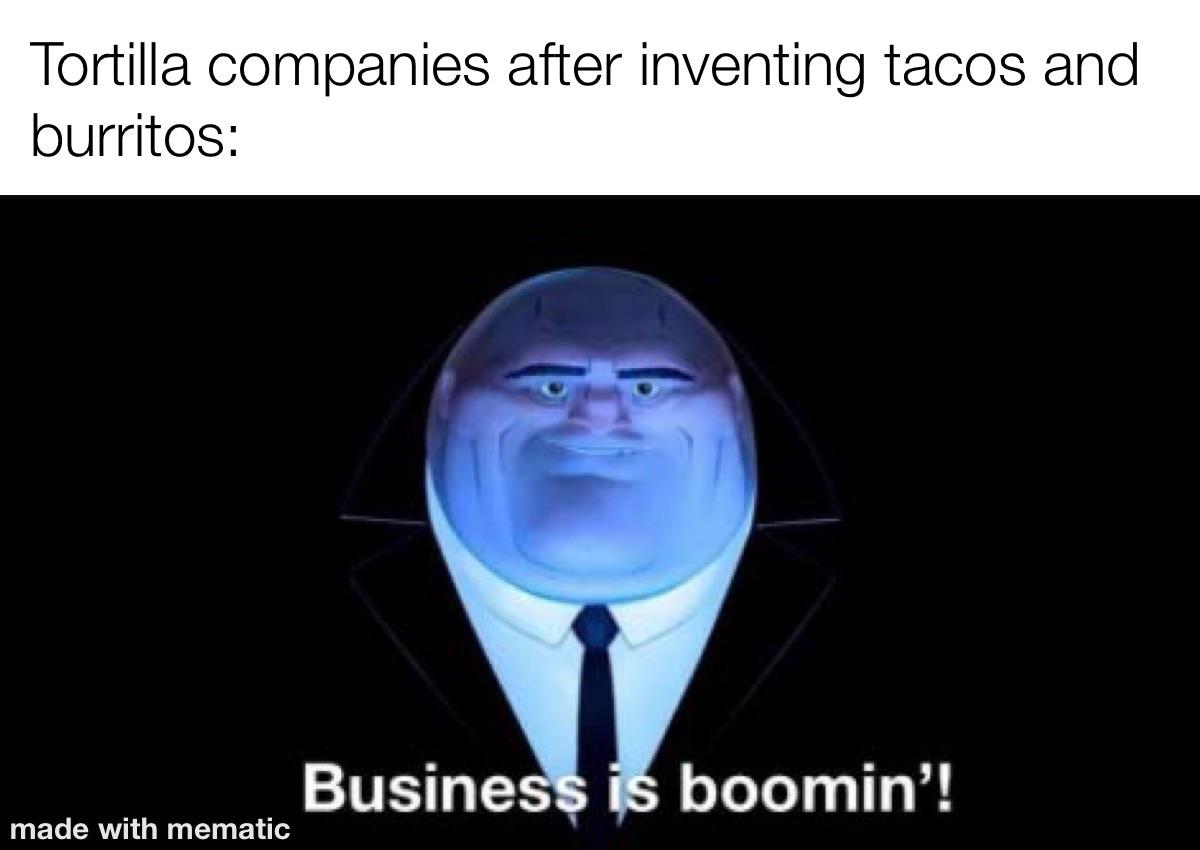 Tortilla companies after inventing tacos and
burritos:
Business is boomin’!
made with mematic